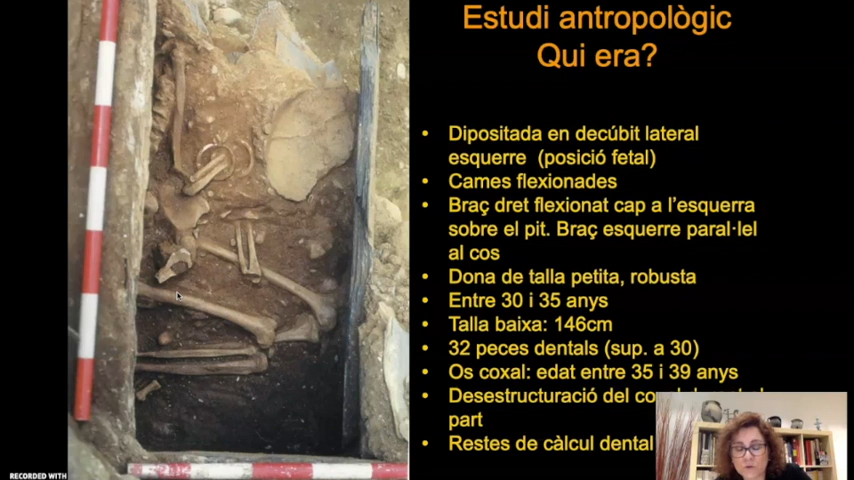 Estudi antropològic
Qui era?
• Dipositada en decúbit lateral
esquerre (posició fetal)
• Cames flexionades
• Braç dret flexionat cap a l’esquerra
sobre el pit. Braç esquerre paral·lel
al cos
• Dona de talla petita, robusta
• Entre 30 i 35 anys
• Talla baixa: 146cm
• 32 peces dentals (sup. a 30)
• Os coxal: edat entre 35 i 39 anys
• Desestructuració del
part
• Restes de càlcul dental
RECORDED WITH